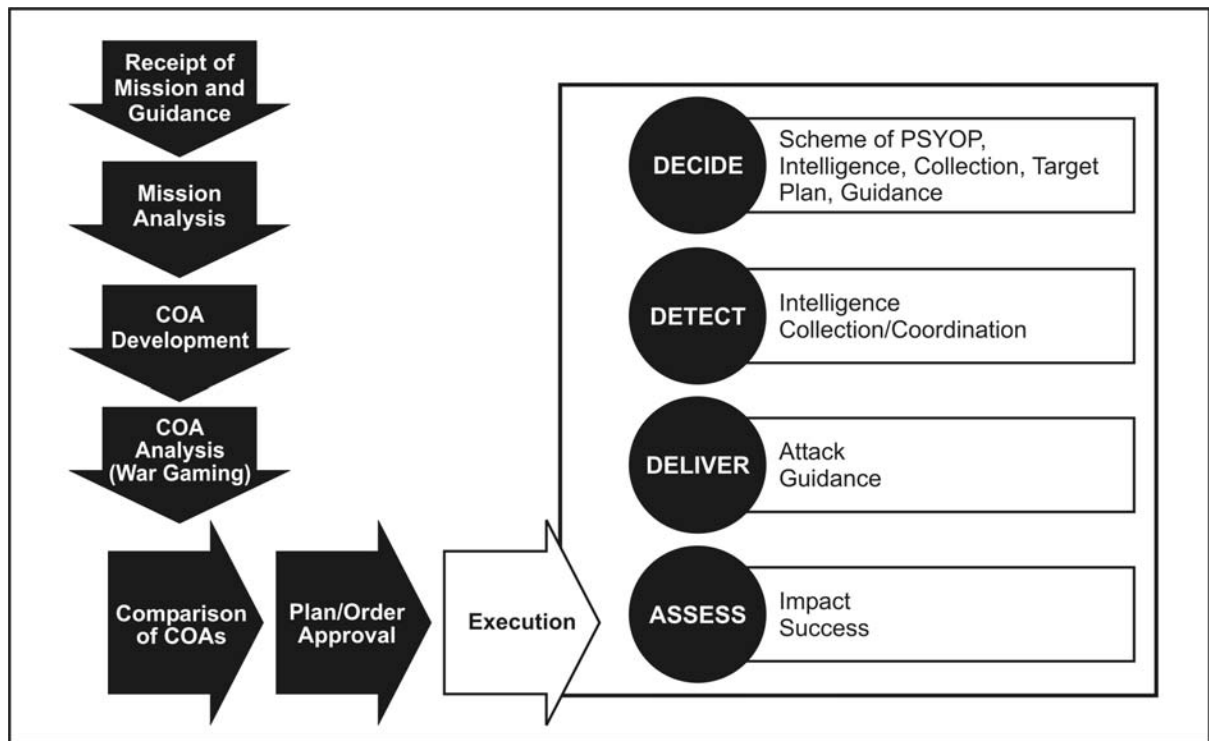 Receipt of
Mission and
Guidance
Mission
Analysis
COA
Development
COA
Analysis
(War Gaming)
Comparison
of COAs
Plan/Order
Approval
Execution
DECIDE
Scheme of PSYOP,
Intelligence, Collection, Target
Plan, Guidance
DETECT
Intelligence
Collection/Coordination
DELIVER
Attack
Guidance
ASSESS
Impact
Success